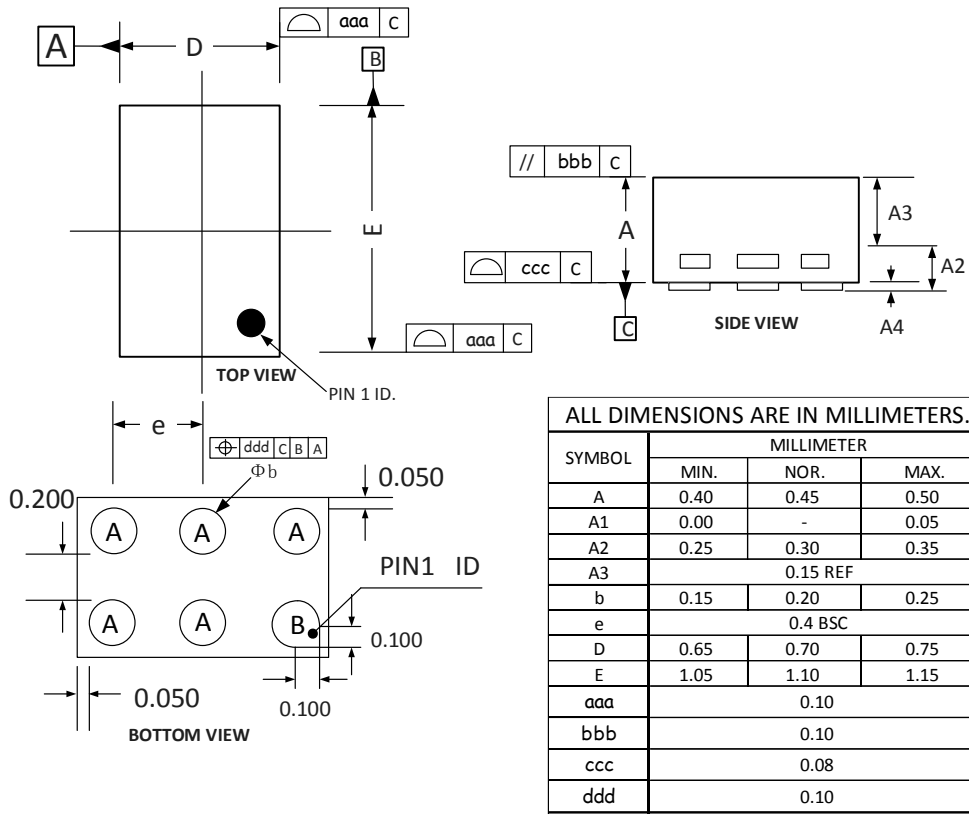 aaa C
A
D
B
E
aaa C
TOP VIEW
PIN 1 ID.
// bbb C
A
A3
A2
A4
ccc C
C
SIDE VIEW
e
ddd C B A
Φb
0.200
0.050
A A A
A A B
PIN1 ID
0.100
0.050
0.100
BOTTOM VIEW
ALL DIMENSIONS ARE IN MILLIMETERS.
SYMBOL MILLIMETER
MIN. NOR. MAX.
A 0.40 0.45 0.50
A1 0.00 - 0.05
A2 0.25 0.30 0.35
A3 0.15 REF
b 0.15 0.20 0.25
e 0.4 BSC
D 0.65 0.70 0.75
E 1.05 1.10 1.15
aaa 0.10
bbb 0.10
ccc 0.08
ddd 0.10